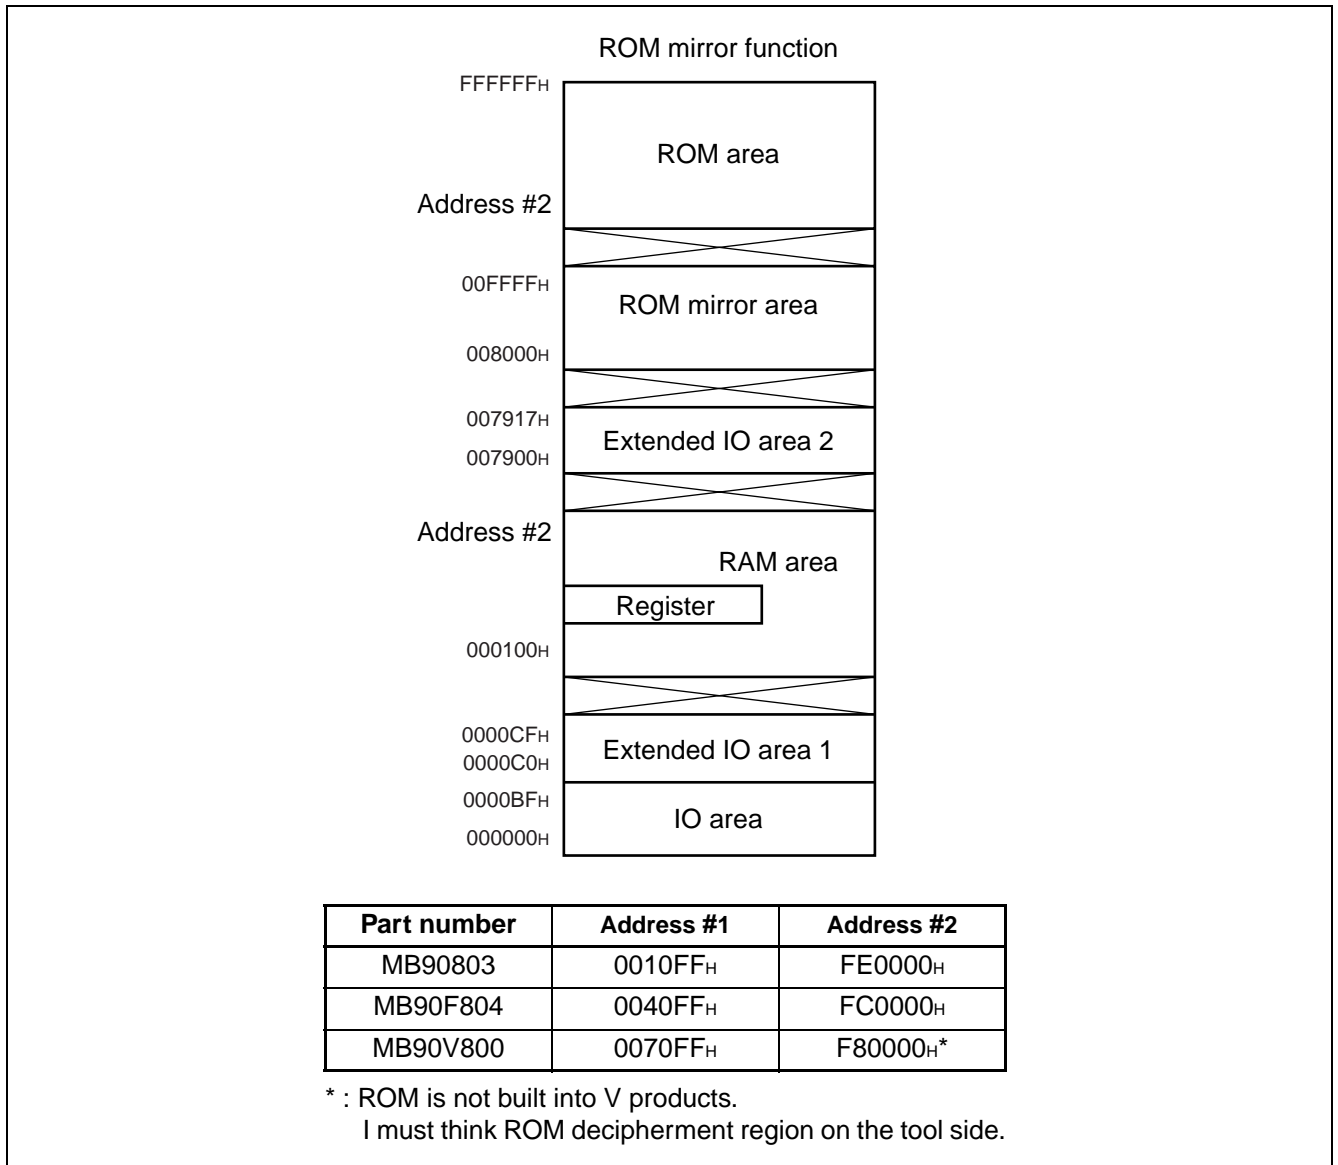 ROM mirror function
FFFFFFH
ROM area
Address #2
00FFFFH
ROM mirror area
008000H
007917H
Extended IO area 2
007900H
Address #2
RAM area
Register
000100H
0000CFH
Extended IO area 1
0000C0H
0000BFH
IO area
000000H
Part number Address #1 Address #2
MB90803 0010FFH FE0000H
MB90F804 0040FFH FC0000H
MB90V800 0070FFH F80000H*
* : ROM is not built into V products.
I must think ROM decipherment region on the tool side.